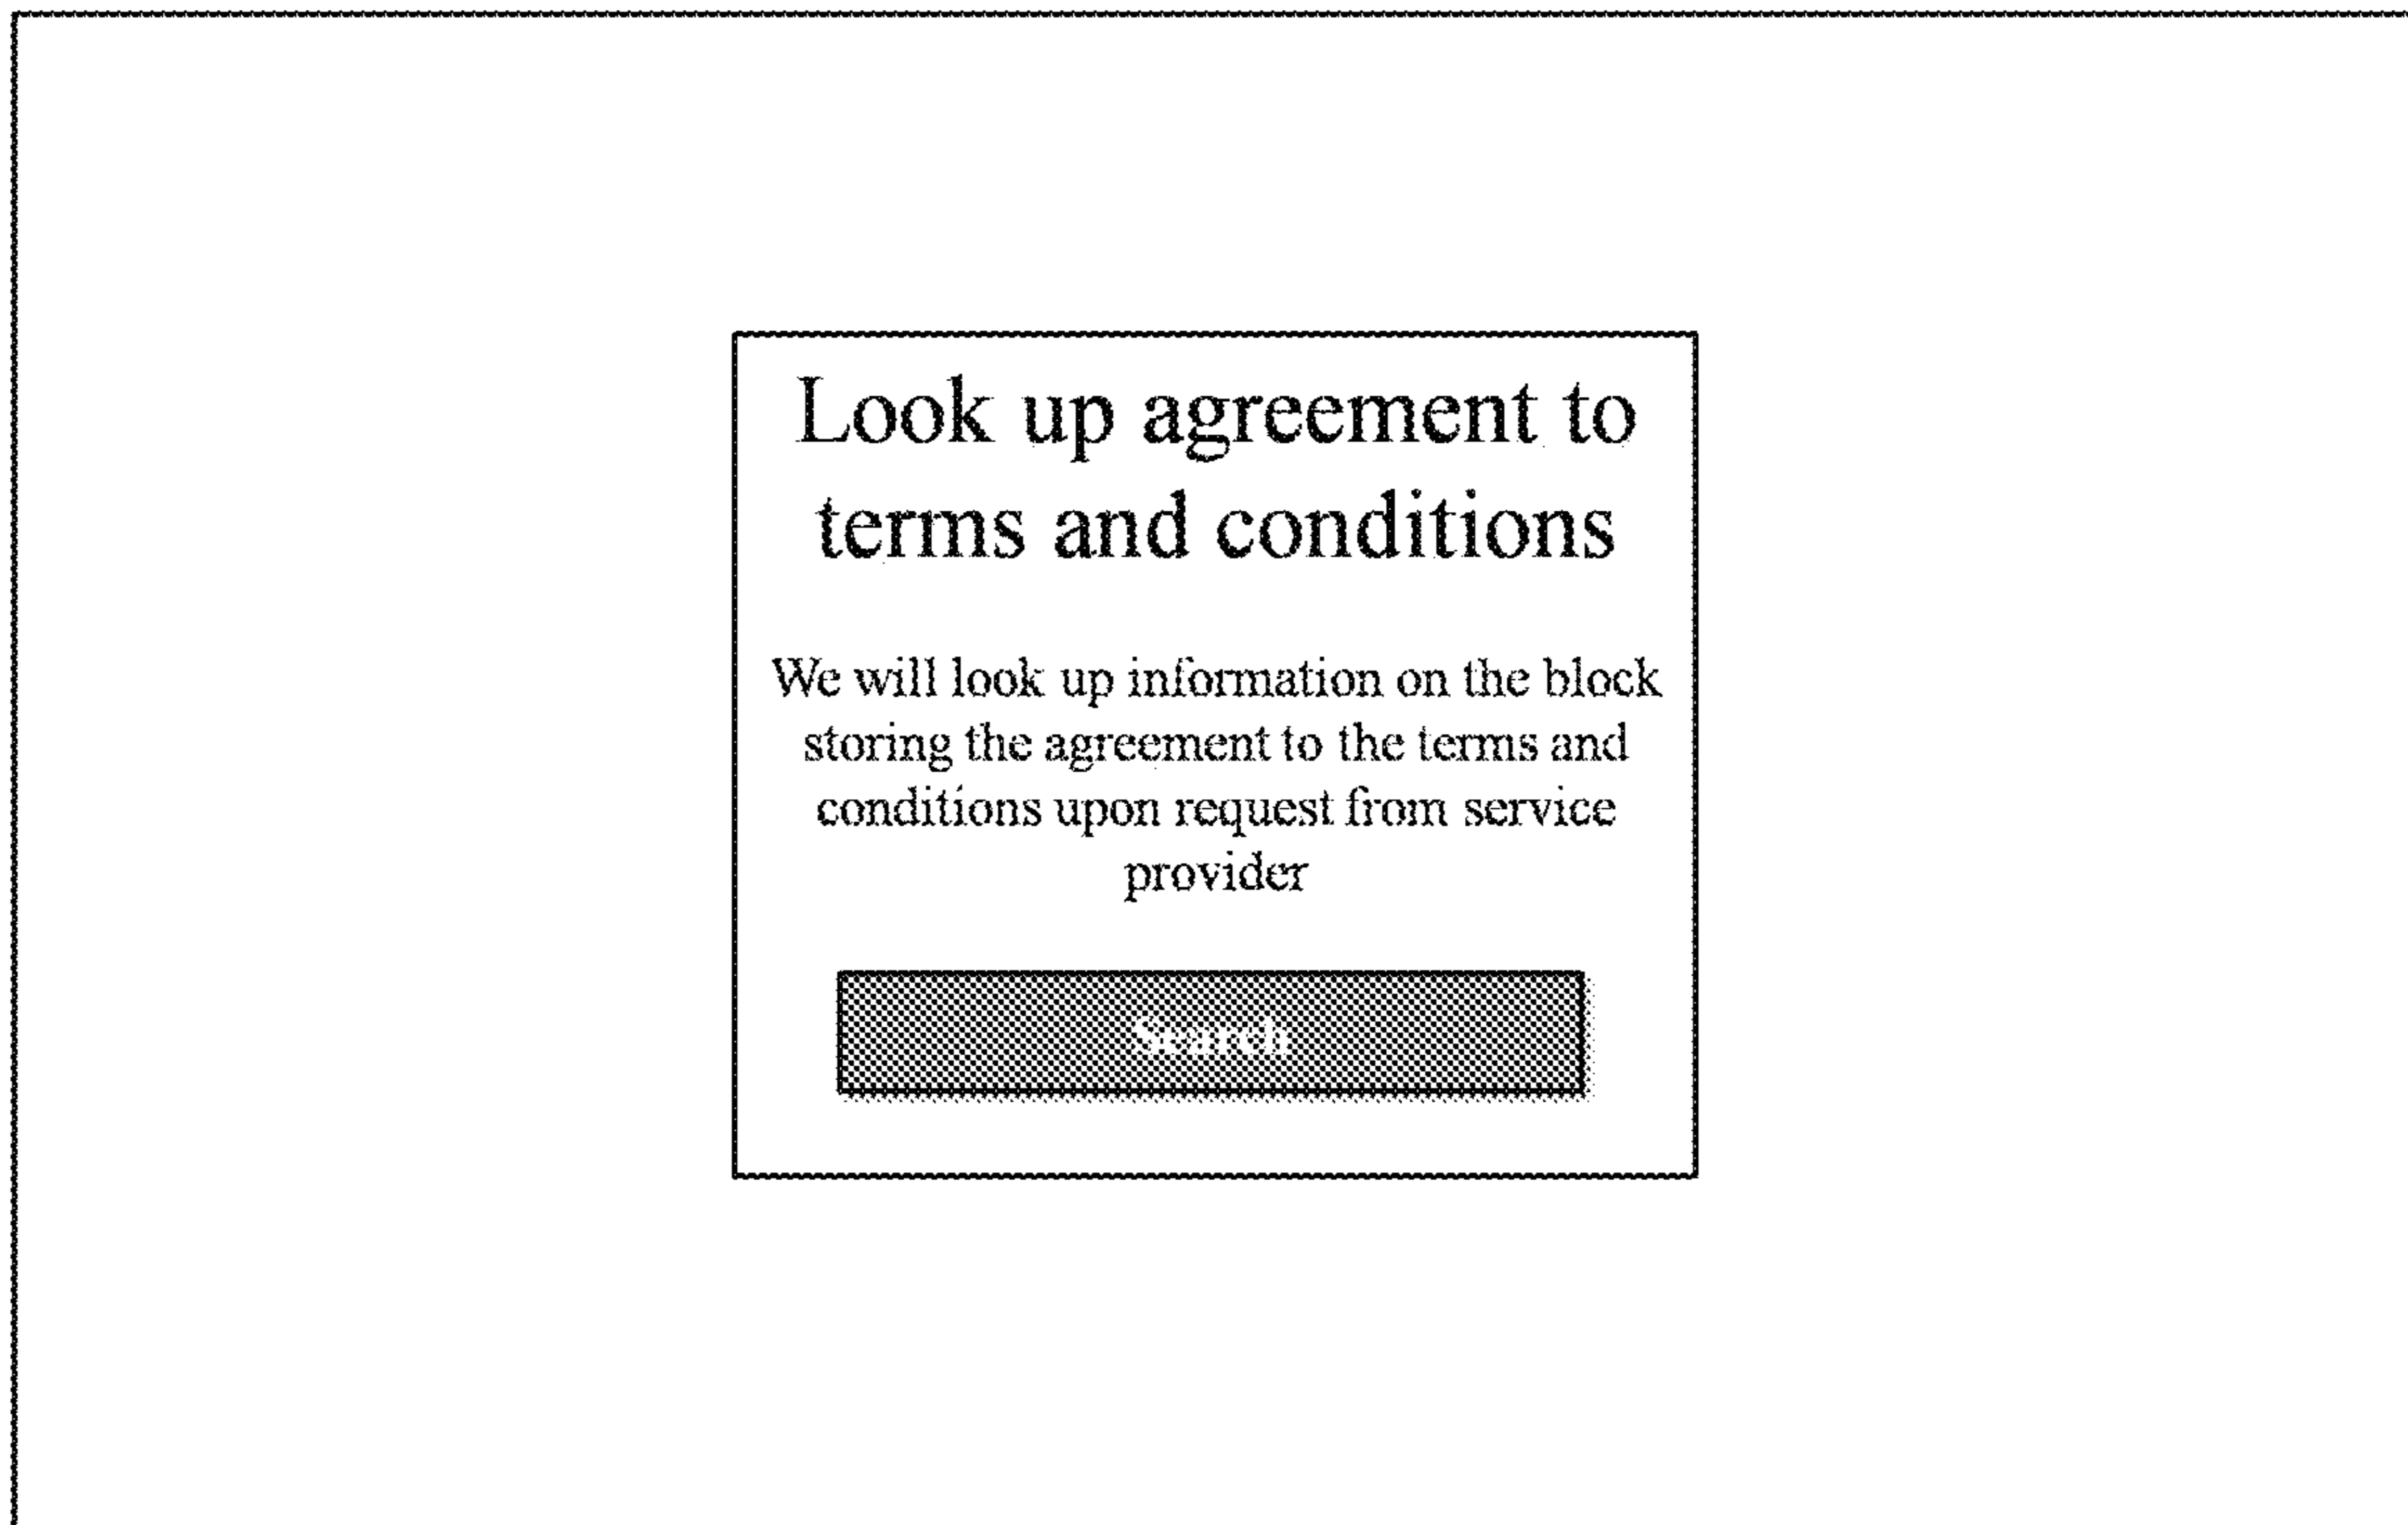 Look up agreement to
terms and conditions
We will look up information on the block
storing the agreement to the terms and
conditions upon request from service
provider
Search